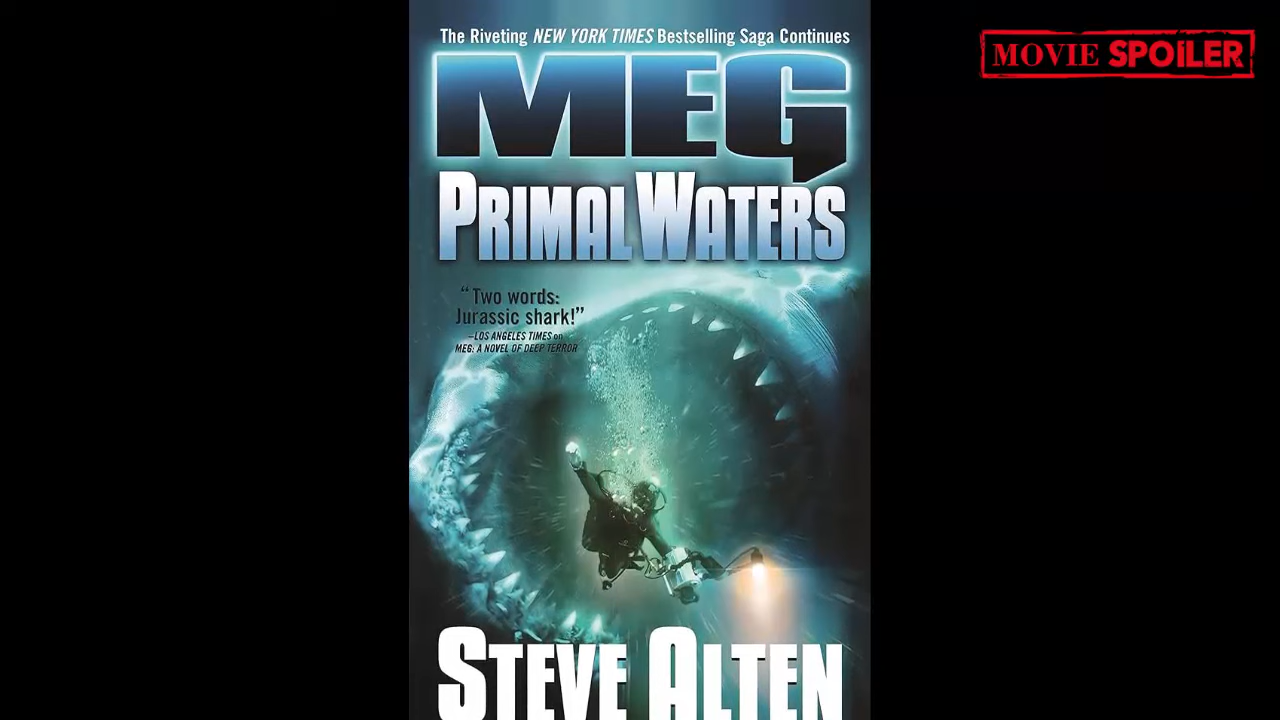 The Riveting NEW YORK TIMES Bestselling Saga Continues
MOVIE SPOILER
MEG
PRIMAL WATERS
“Two words:
Jurassic shark!”
–LOS ANGELES TIMES on
MEG: A NOVEL OF DEEP TERROR
STEVE ALTEN